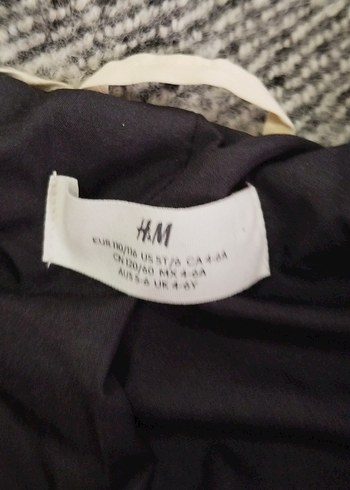 H&M
EUR 110/116 US 5T/6 CA 4-6A
CN 120/60 MX 4-6A
AUS 5-6 UK 4-6Y